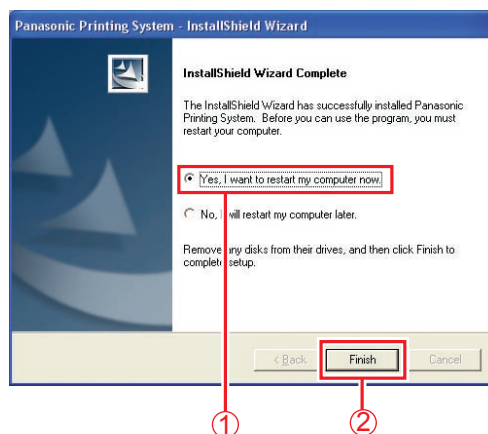 Panasonic Printing System - InstallShield Wizard
InstallShield Wizard Complete
The InstallShield Wizard has successfully installed Panasonic
Printing System. Before you can use the program, you must
restart your computer.
Yes, I want to restart my computer now.
No, I will restart my computer later.
Remove any disks from their drives, and then click Finish to
complete setup.
< Back
Finish
Cancel
1
2